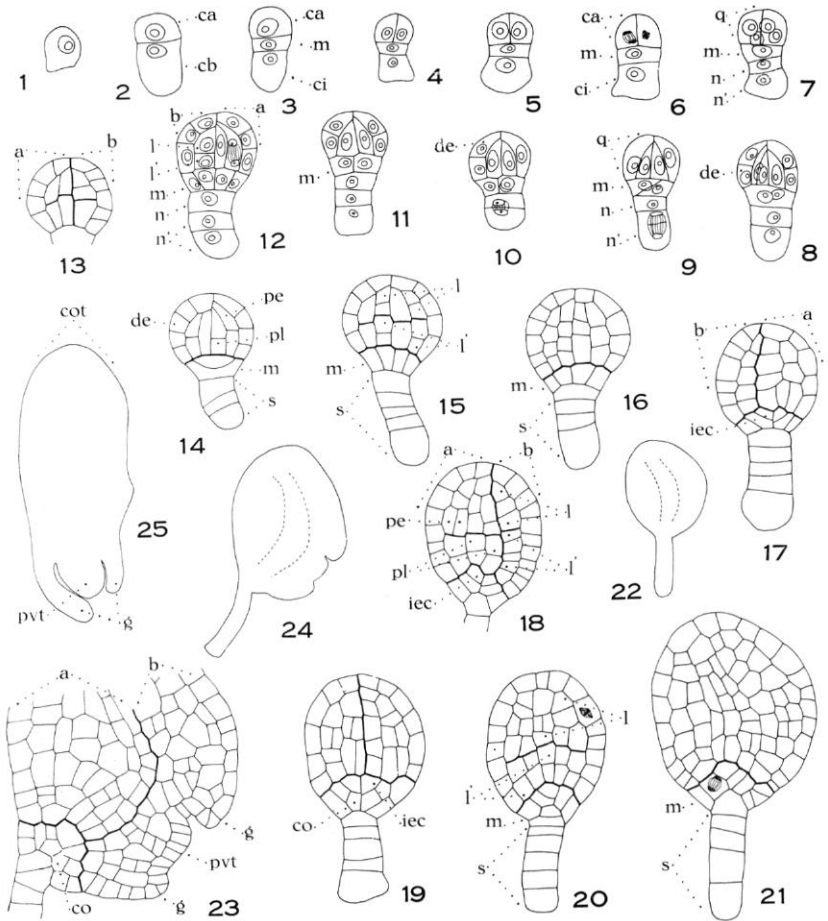 ca
cb
ca
m
ci
ca
m
ci
q
m
n
n'
1
2
3
4
5
6
7
a
b
b
a
l
l'
m
n
n'
m
de
q
m
n
n'
de
13
12
11
10
9
8
cot
de
pe
pl
m
s
l
l'
m
s
m
s
b
a
iec
14
15
16
17
25
pvt
g
24
a
b
pe
pl
iec
l
l'
18
22
a
b
g
pvt
g
co
23
co
iec
19
l
l'
m
s
20
m
s
21